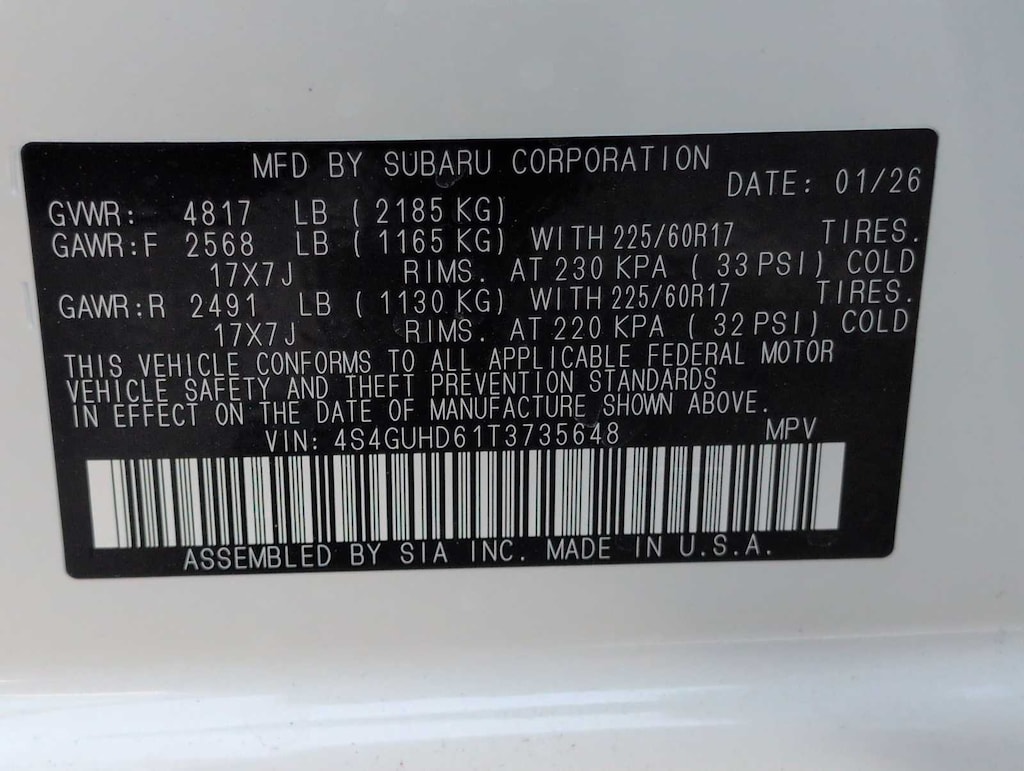 MFD BY SUBARU CORPORATION
DATE: 01/26
GVWR: 4817 LB ( 2185 KG)
GAWR:F 2568 LB ( 1165 KG) WITH 225/60R17 TIRES.
17X7J RIMS. AT 230 KPA ( 33 PSI) COLD
GAWR:R 2491 LB ( 1130 KG) WITH 225/60R17 TIRES.
17X7J RIMS. AT 220 KPA ( 32 PSI) COLD
THIS VEHICLE CONFORMS TO ALL APPLICABLE FEDERAL MOTOR
VEHICLE SAFETY AND THEFT PREVENTION STANDARDS
IN EFFECT ON THE DATE OF MANUFACTURE SHOWN ABOVE.
VIN: 4S4GUHD61T3735648 MPV
ASSEMBLED BY SIA INC. MADE IN U.S.A.